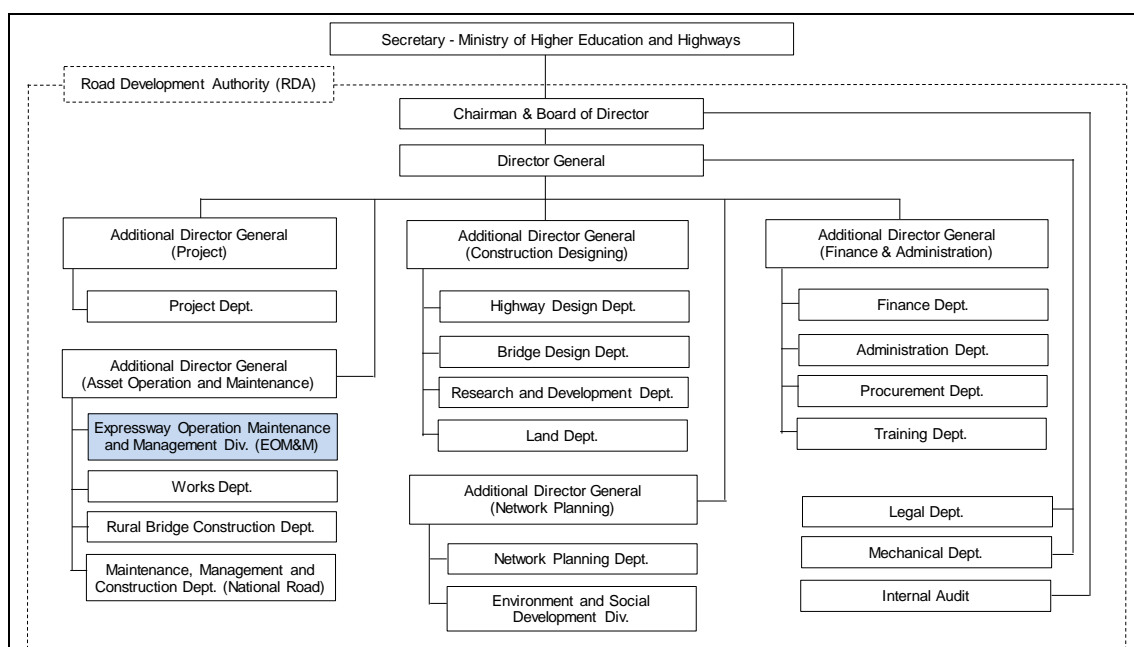 Secretary - Ministry of Higher Education and Highways
Road Development Authority (RDA)
Chairman & Board of Director
Director General
Additional Director General
(Project)
Project Dept.
Additional Director General
(Asset Operation and Maintenance)
Expressway Operation Maintenance
and Management Div. (EOM&M)
Works Dept.
Rural Bridge Construction Dept.
Maintenance, Management and
Construction Dept. (National Road)
Additional Director General
(Construction Designing)
Highway Design Dept.
Bridge Design Dept.
Research and Development Dept.
Land Dept.
Additional Director General
(Network Planning)
Network Planning Dept.
Environment and Social
Development Div.
Additional Director General
(Finance & Administration)
Finance Dept.
Administration Dept.
Procurement Dept.
Training Dept.
Legal Dept.
Mechanical Dept.
Internal Audit